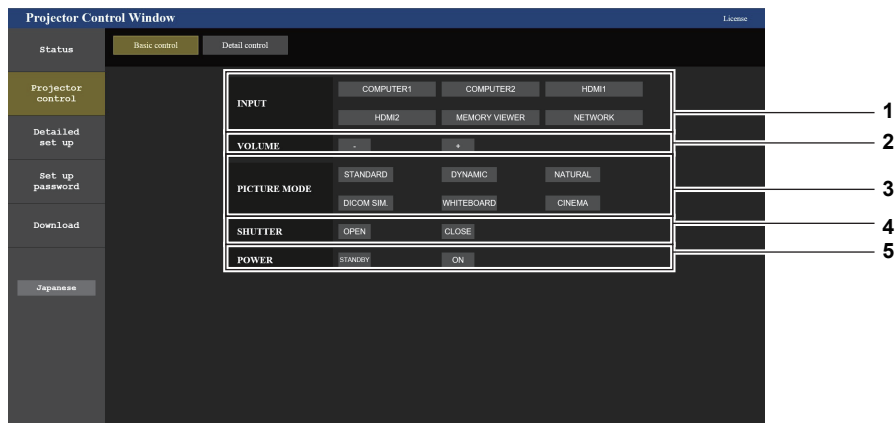 Projector Control Window
License
Status
Basic control
Detail control
Projector
control
Detailed
set up
Set up
password
Download
Japanese
INPUT
COMPUTER1
COMPUTER2
HDMI1
HDMI2
MEMORY VIEWER
NETWORK
1
VOLUME
-
+
2
PICTURE MODE
STANDARD
DYNAMIC
NATURAL
DICOM SIM.
WHITEBOARD
CINEMA
3
SHUTTER
OPEN
CLOSE
4
POWER
STANDBY
ON
5